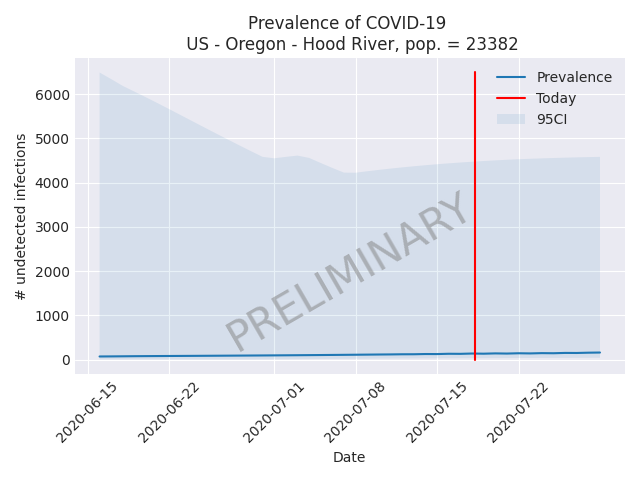 Prevalence of COVID-19
US - Oregon - Hood River, pop. = 23382
Prevalence
Today
95CI
# undetected infections
6000
5000
4000
3000
2000
1000
0
PRELIMINARY
2020-06-15
2020-06-22
2020-07-01
2020-07-08
2020-07-15
2020-07-22
Date